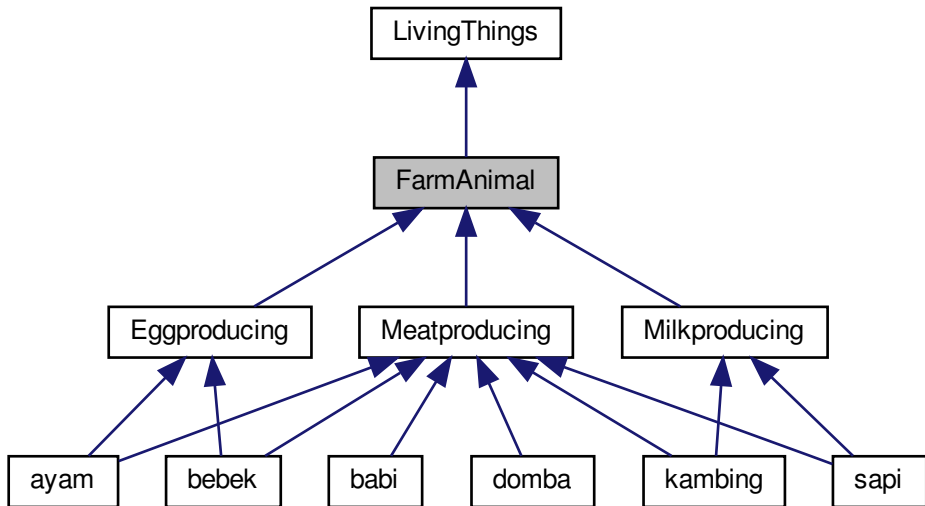 LivingThings
FarmAnimal
Eggproducing
Meatproducing
Milkproducing
ayam
bebek
babi
domba
kambing
sapi